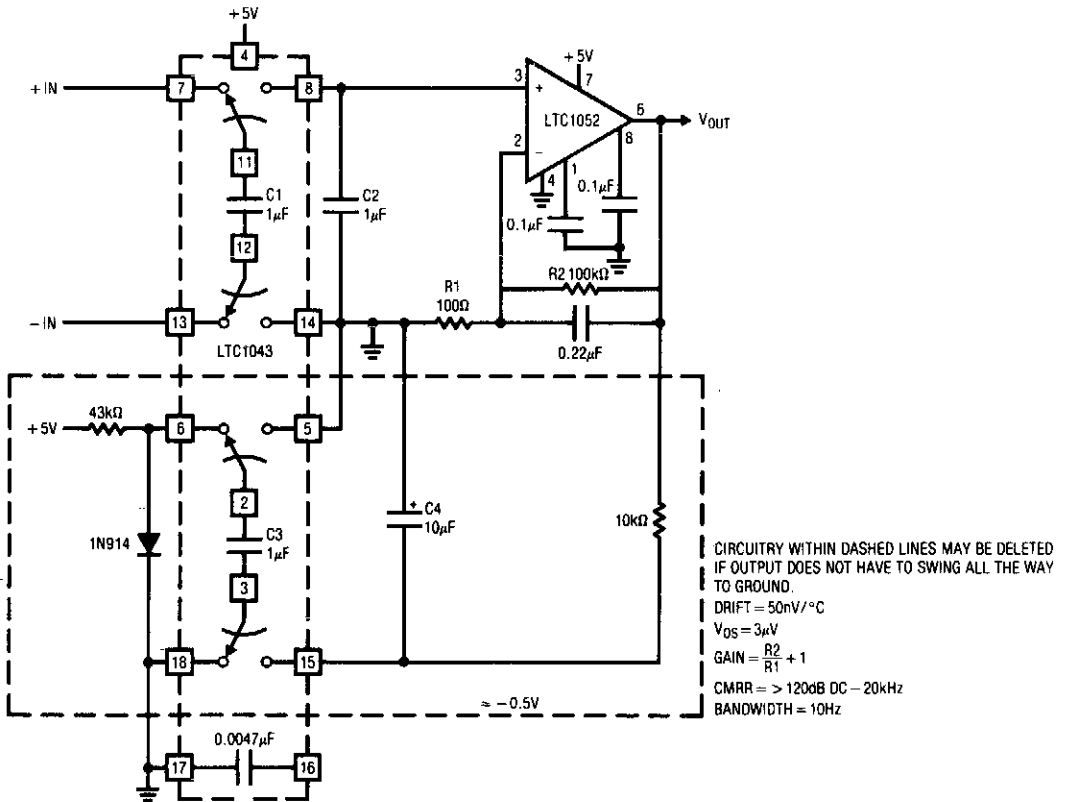 +5V
4
+IN
7
8
3
+
+5V
7
LTC1052
6
VOUT
2
−
4
1
8
0.1µF
0.1µF
11
C1
1µF
12
C2
1µF
R2 100kΩ
R1
100Ω
0.22µF
−IN
13
14
LTC1043
+5V
43kΩ
6
5
2
C3
1µF
3
1N914
+
C4
10µF
10kΩ
18
15
≈ −0.5V
0.0047µF
17
16
CIRCUITRY WITHIN DASHED LINES MAY BE DELETED
IF OUTPUT DOES NOT HAVE TO SWING ALL THE WAY
TO GROUND.
DRIFT = 50nV/°C
VOS = 3µV
GAIN = R2/R1 + 1
CMRR = > 120dB DC – 20kHz
BANDWIDTH = 10Hz